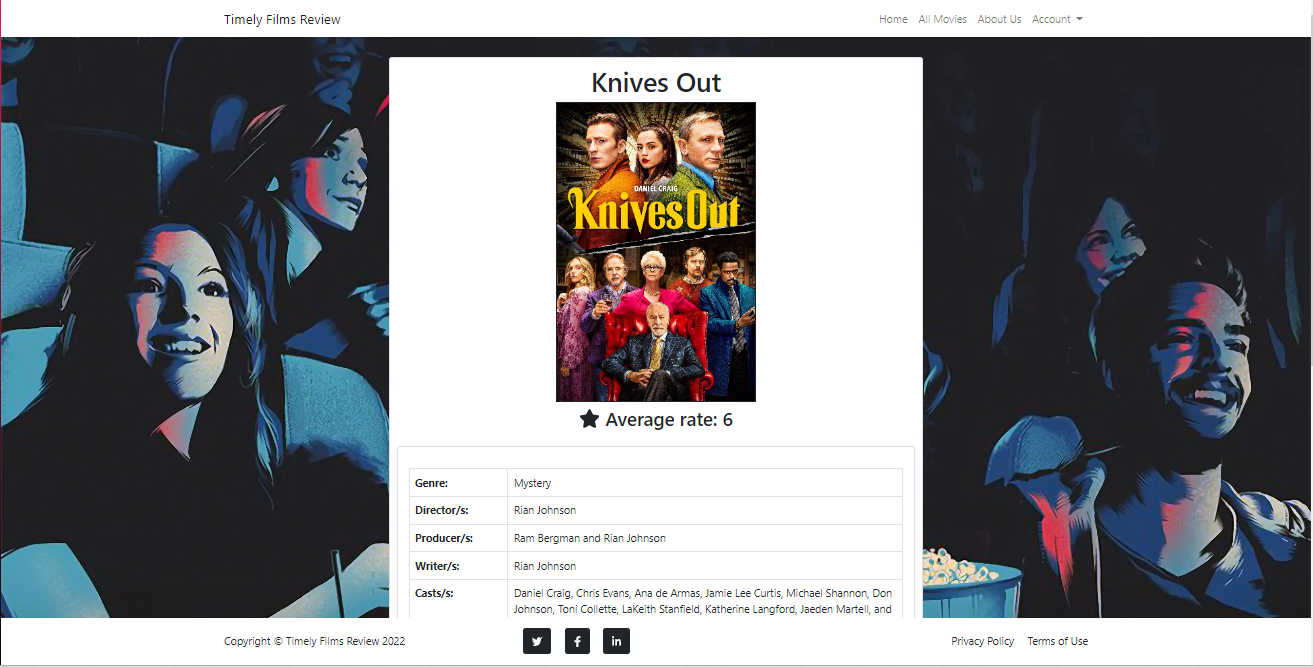 Timely Films Review
Home All Movies About Us Account
Knives Out
DANIEL CRAIG
Knives Out
Average rate: 6
Genre: Mystery
Director/s: Rian Johnson
Producer/s: Ram Bergman and Rian Johnson
Writer/s: Rian Johnson
Casts/s: Daniel Craig, Chris Evans, Ana de Armas, Jamie Lee Curtis, Michael Shannon, Don
Johnson, Toni Collette, LaKeith Stanfield, Katherine Langford, Jaeden Martell, and
Copyright © Timely Films Review 2022
Privacy Policy Terms of Use